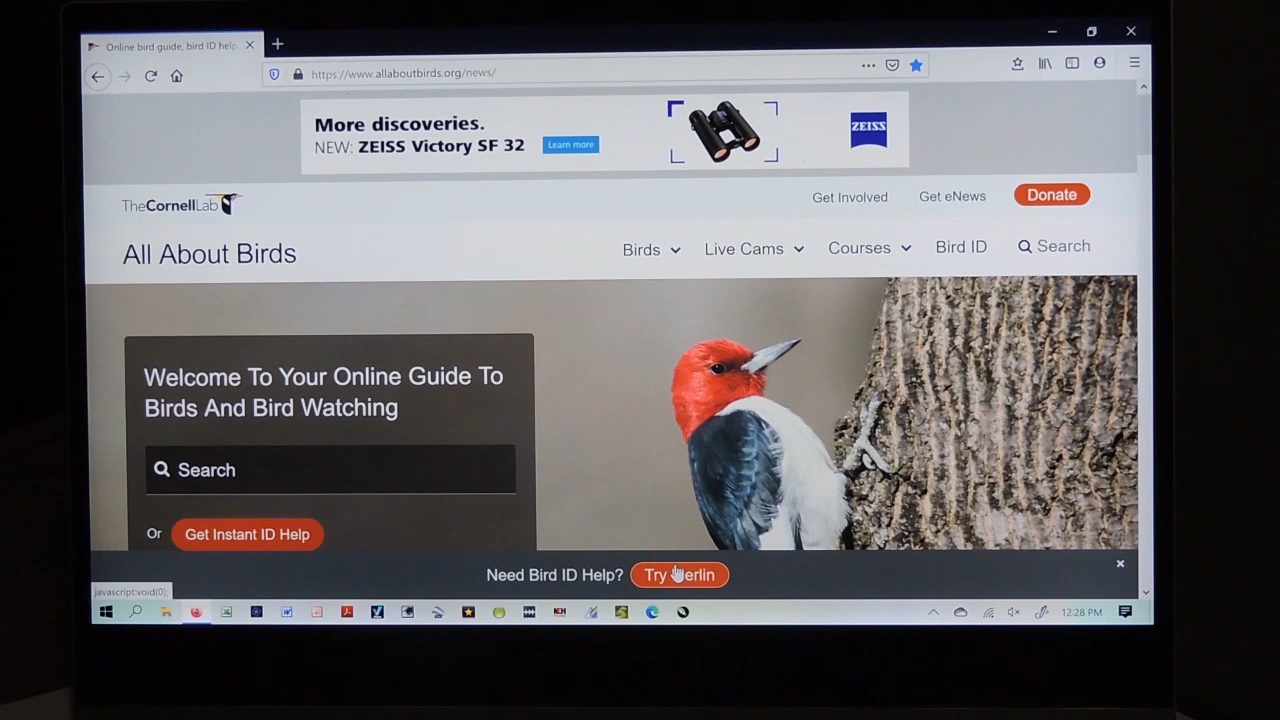 Online bird guide, bird ID help
https://www.allaboutbirds.org/news/
More discoveries.
NEW: ZEISS Victory SF 32
Learn more
ZEISS
TheCornellLab
Get Involved
Get eNews
Donate
All About Birds
Birds
Live Cams
Courses
Bird ID
Search
Welcome To Your Online Guide To
Birds And Bird Watching
Search
Or
Get Instant ID Help
Need Bird ID Help?
Try Merlin
javascript:void(0);
12:28 PM